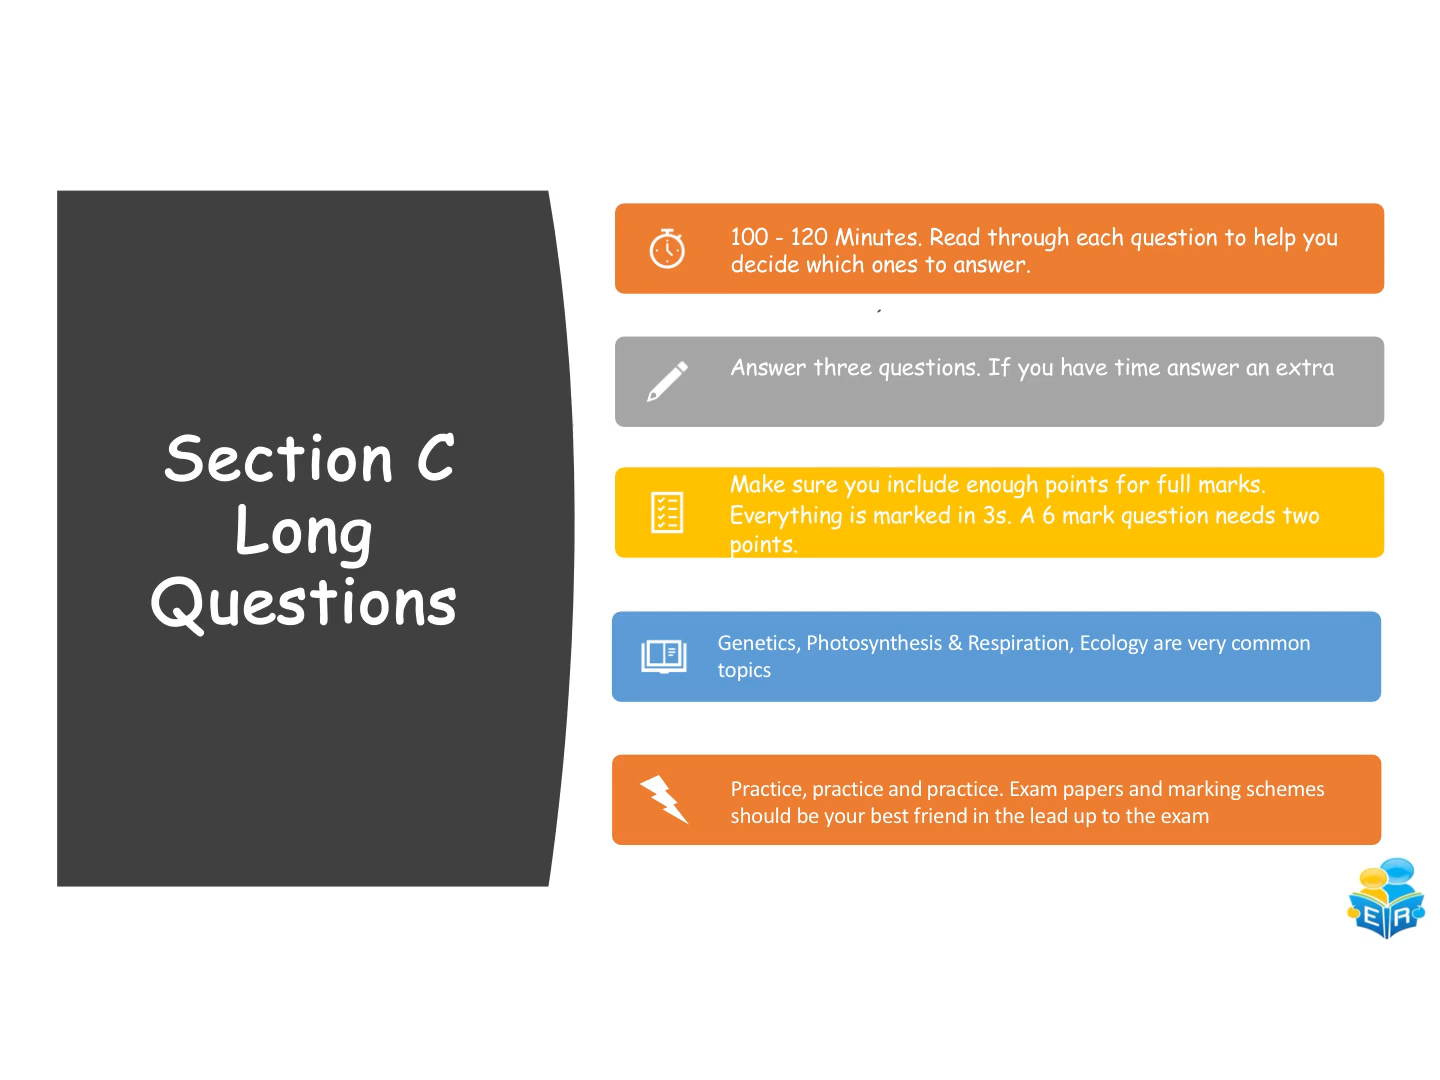 Section C
Long
Questions
100 - 120 Minutes. Read through each question to help you
decide which ones to answer.
Answer three questions. If you have time answer an extra
Make sure you include enough points for full marks.
Everything is marked in 3s. A 6 mark question needs two
points.
Genetics, Photosynthesis & Respiration, Ecology are very common
topics
Practice, practice and practice. Exam papers and marking schemes
should be your best friend in the lead up to the exam
E R